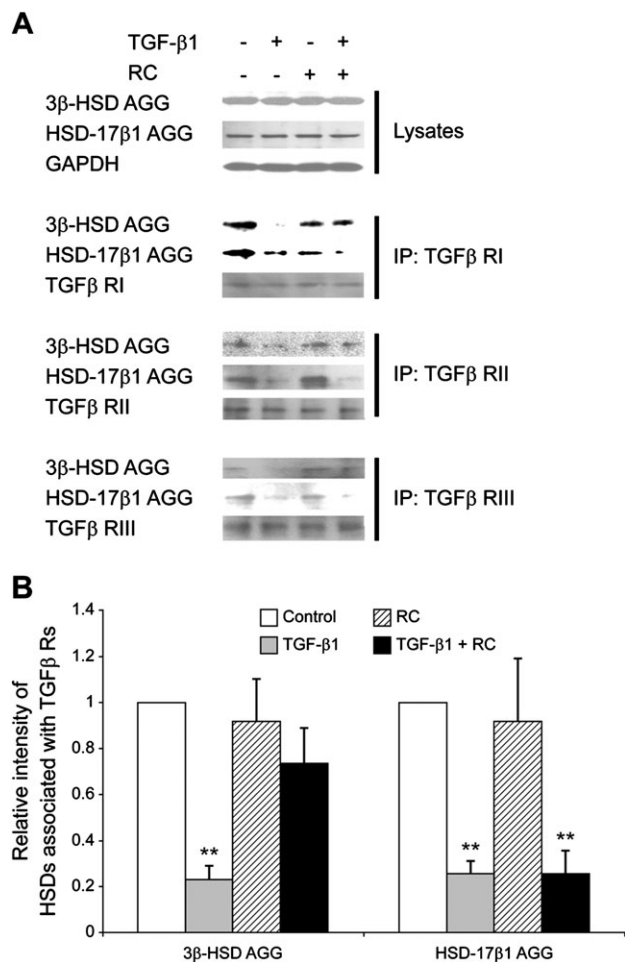 A
TGF-β1 - + - +
RC - - + +
3β-HSD AGG
HSD-17β1 AGG
GAPDH
Lysates
3β-HSD AGG
HSD-17β1 AGG
TGFβ RI
IP: TGFβ RI
3β-HSD AGG
HSD-17β1 AGG
TGFβ RII
IP: TGFβ RII
3β-HSD AGG
HSD-17β1 AGG
TGFβ RIII
IP: TGFβ RIII
B
Relative intensity of
HSDs associated with TGFβ Rs
1.4
1.2
1
0.8
0.6
0.4
0.2
0
Control
RC
TGF-β1
TGF-β1 + RC
**
**
**
3β-HSD AGG
HSD-17β1 AGG